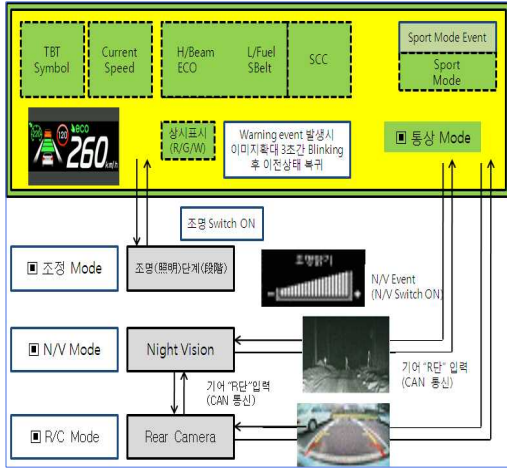 TBT
Symbol
Current
Speed
H/Beam
ECO
L/Fuel
SBelt
SCC
Sport Mode Event
Sport
Mode
120
eco
260 km/h
상시표시
(R/G/W)
Warning event 발생시
이미지확대 3초간 Blinking
후 이전상태 복귀
▣ 통상 Mode
조명 Switch ON
▣ 조정 Mode
조명(照明)단계(段階)
조명밝기
- +
N/V Event
(N/V Switch ON)
▣ N/V Mode
Night Vision
기어 "R단" 입력
(CAN 통신)
기어 "R단"입력
(CAN 통신)
▣ R/C Mode
Rear Camera